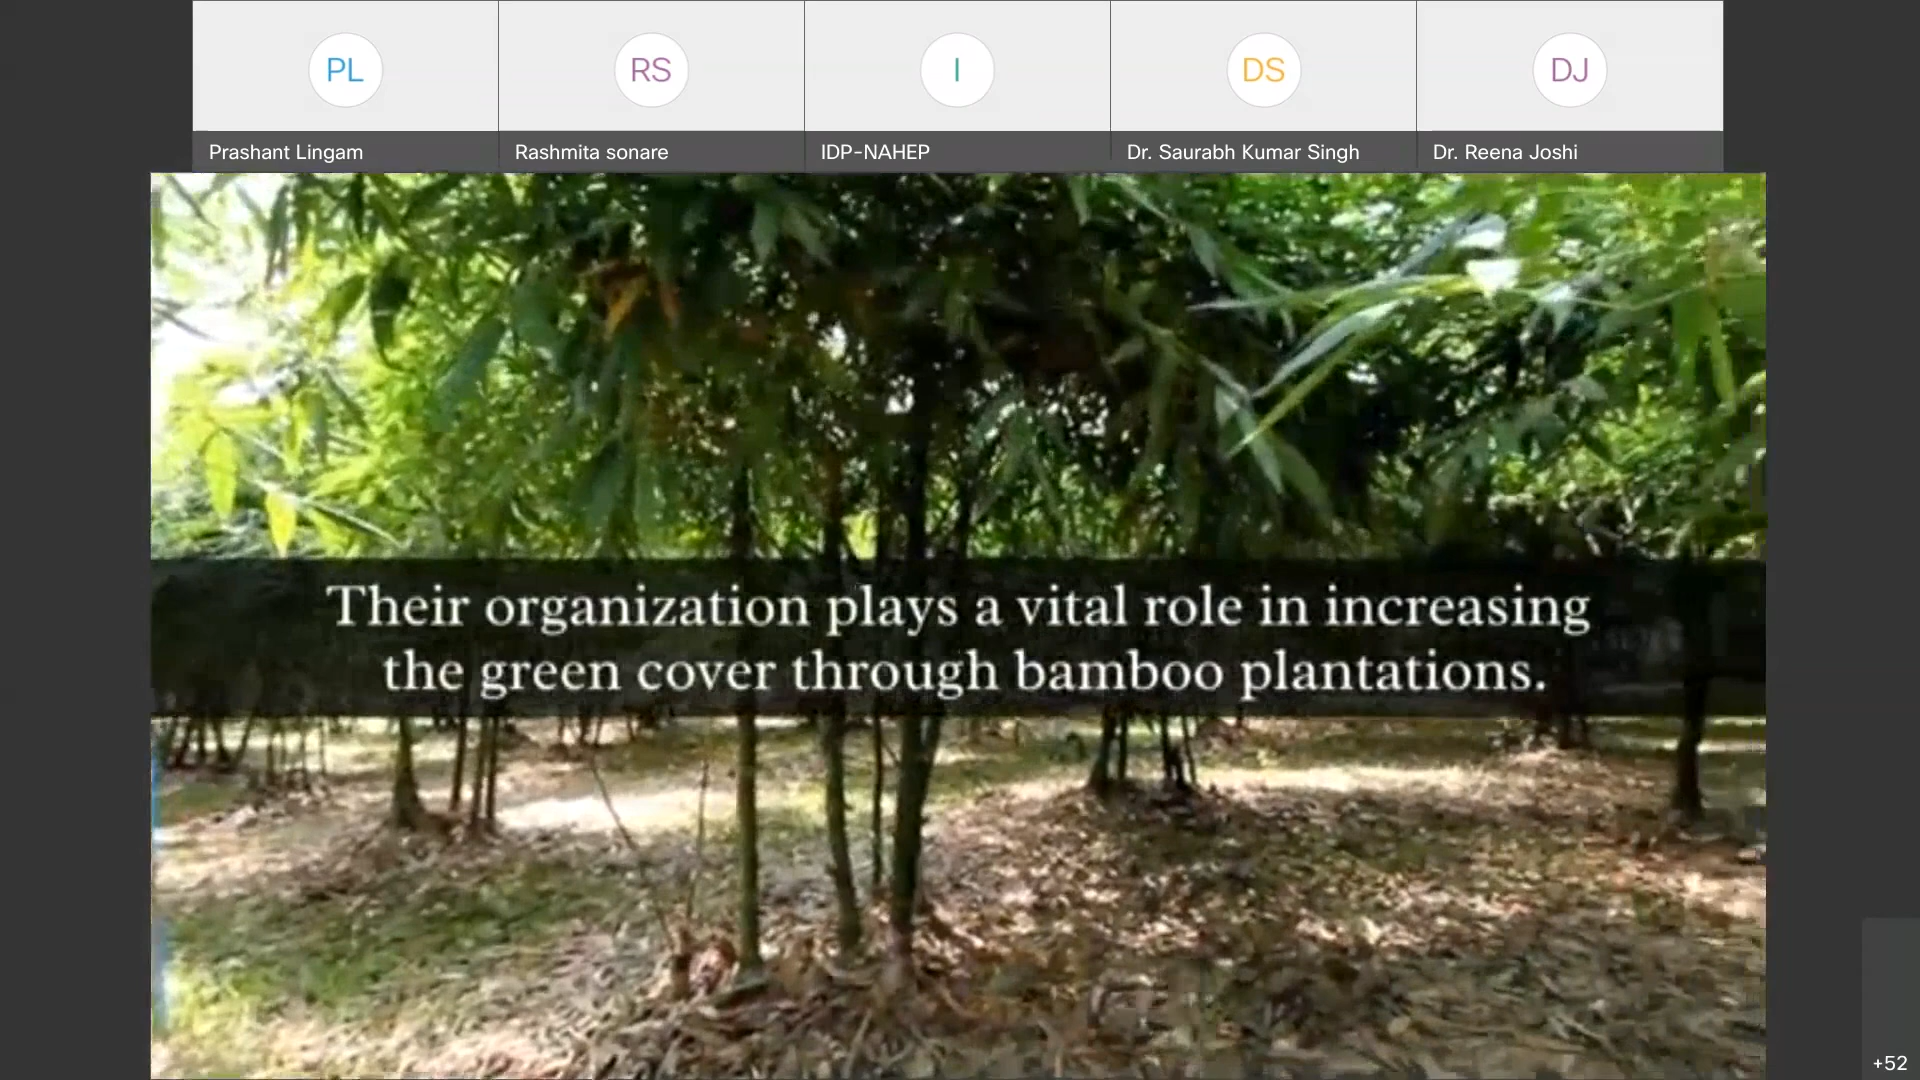 PL
RS
I
DS
DJ
Prashant Lingam
Rashmita sonare
IDP-NAHEP
Dr. Saurabh Kumar Singh
Dr. Reena Joshi
Their organization plays a vital role in increasing
the green cover through bamboo plantations.
+52